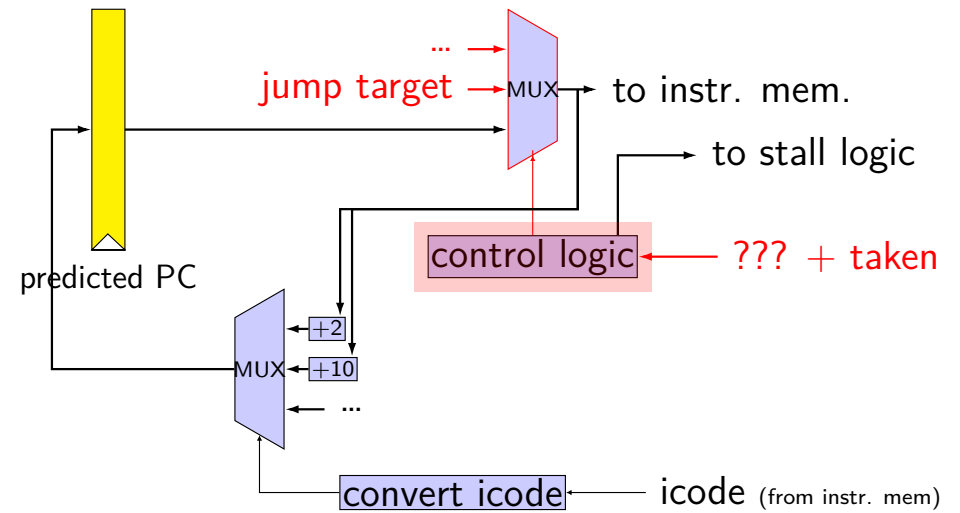 ...
jump target
MUX
to instr. mem.
to stall logic
control logic
??? + taken
predicted PC
+2
MUX
+10
...
convert icode
icode (from instr. mem)